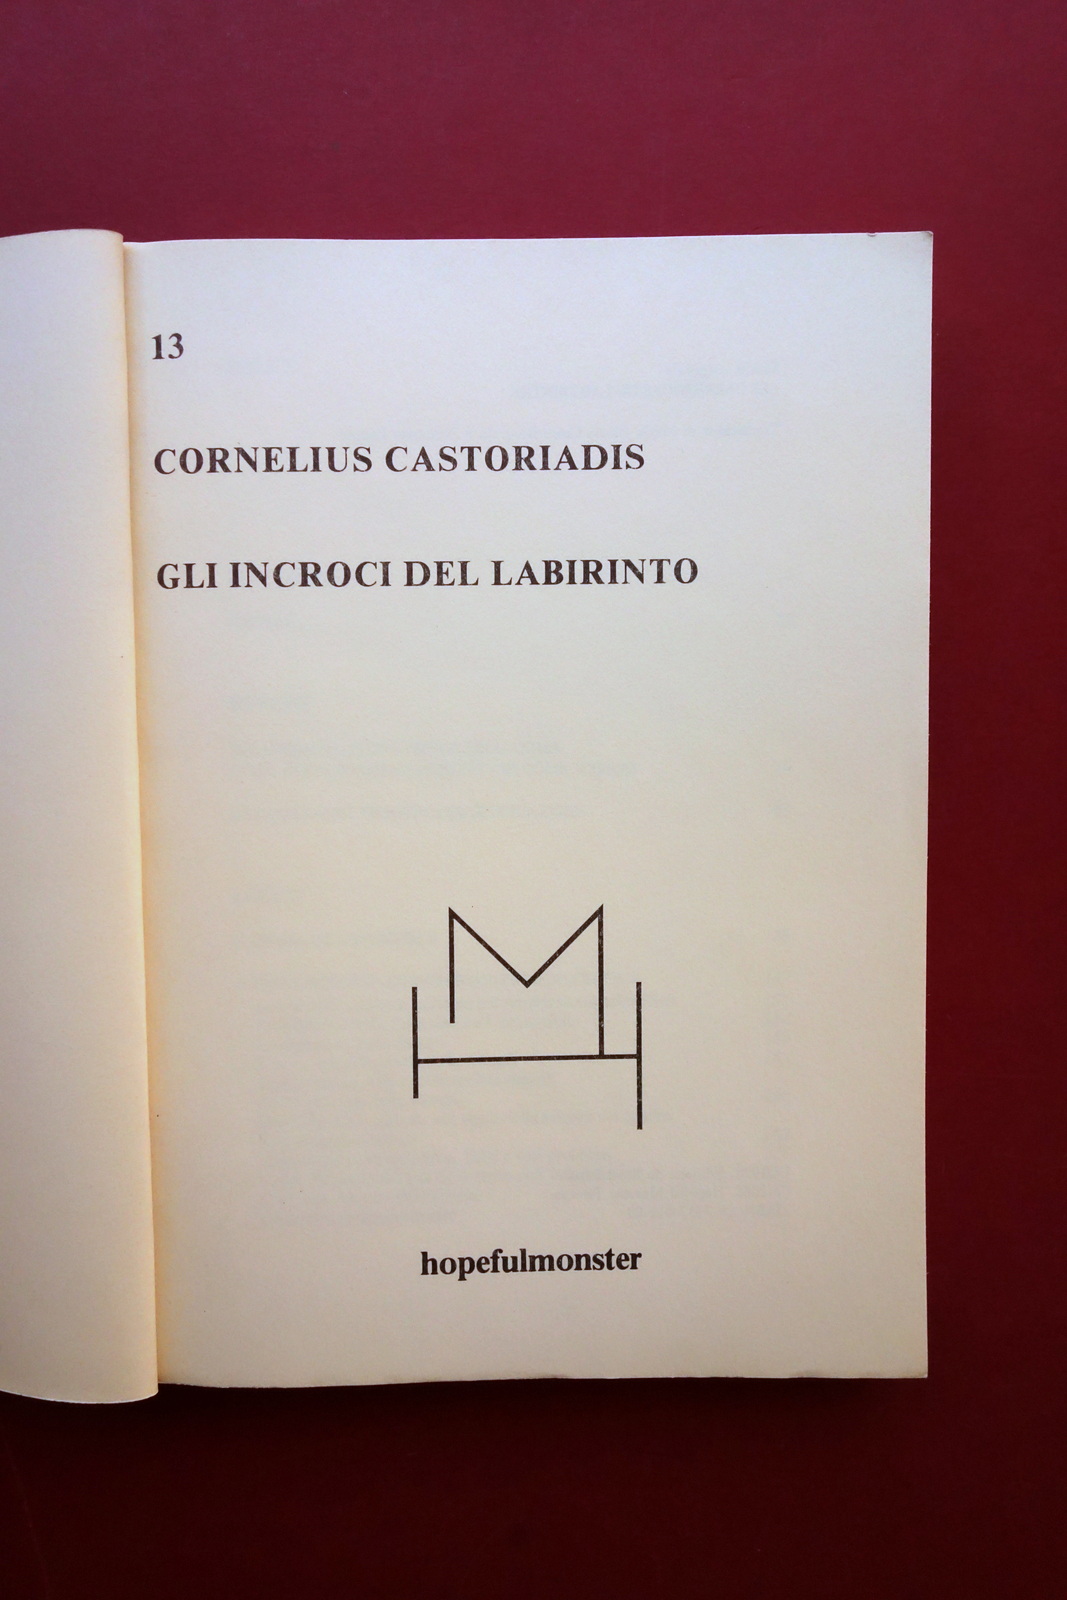 13
CORNELIUS CASTORIADIS
GLI INCROCI DEL LABIRINTO
hopefulmonster